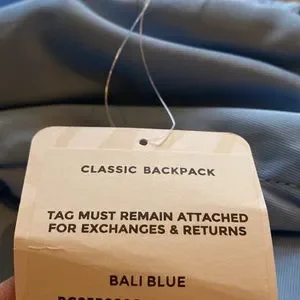 CLASSIC BACKPACK
TAG MUST REMAIN ATTACHED
FOR EXCHANGES & RETURNS
BALI BLUE